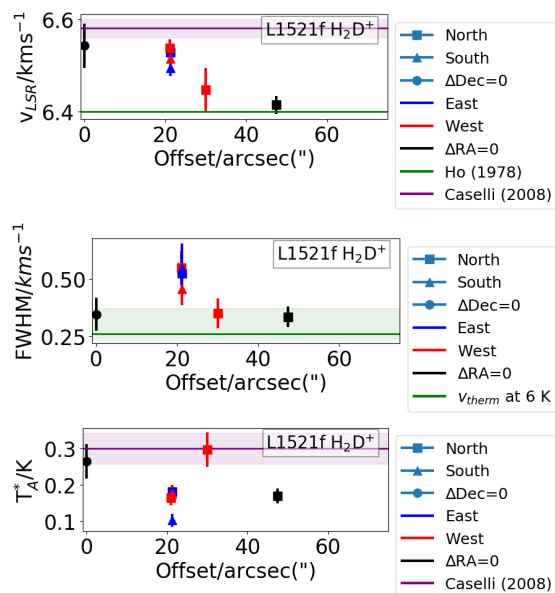 L1521f H₂D⁺
6.6
6.4
v_LSR/kms⁻¹
0 20 40 60
Offset/arcsec(")
North
South
ΔDec=0
East
West
ΔRA=0
Ho (1978)
Caselli (2008)
L1521f H₂D⁺
0.50
0.25
FWHM/kms⁻¹
0 20 40 60
Offset/arcsec(")
North
South
ΔDec=0
East
West
ΔRA=0
v_therm at 6 K
L1521f H₂D⁺
0.3
0.2
0.1
T*_A/K
0 20 40 60
Offset/arcsec(")
North
South
ΔDec=0
East
West
ΔRA=0
Caselli (2008)